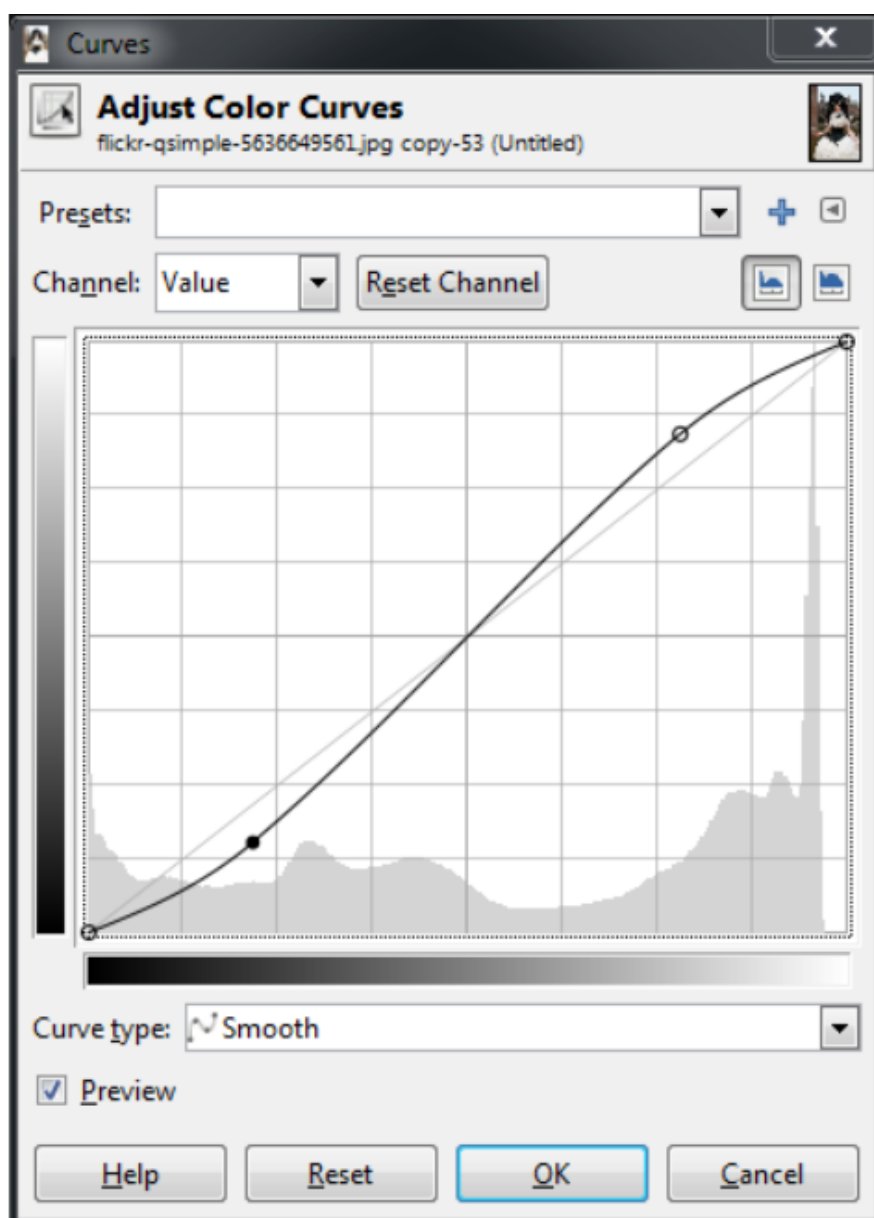 Curves
Adjust Color Curves
flickr-qsimple-5636649561.jpg copy-53 (Untitled)
Presets:
Channel: Value Reset Channel
Curve type: Smooth
Preview
Help Reset OK Cancel